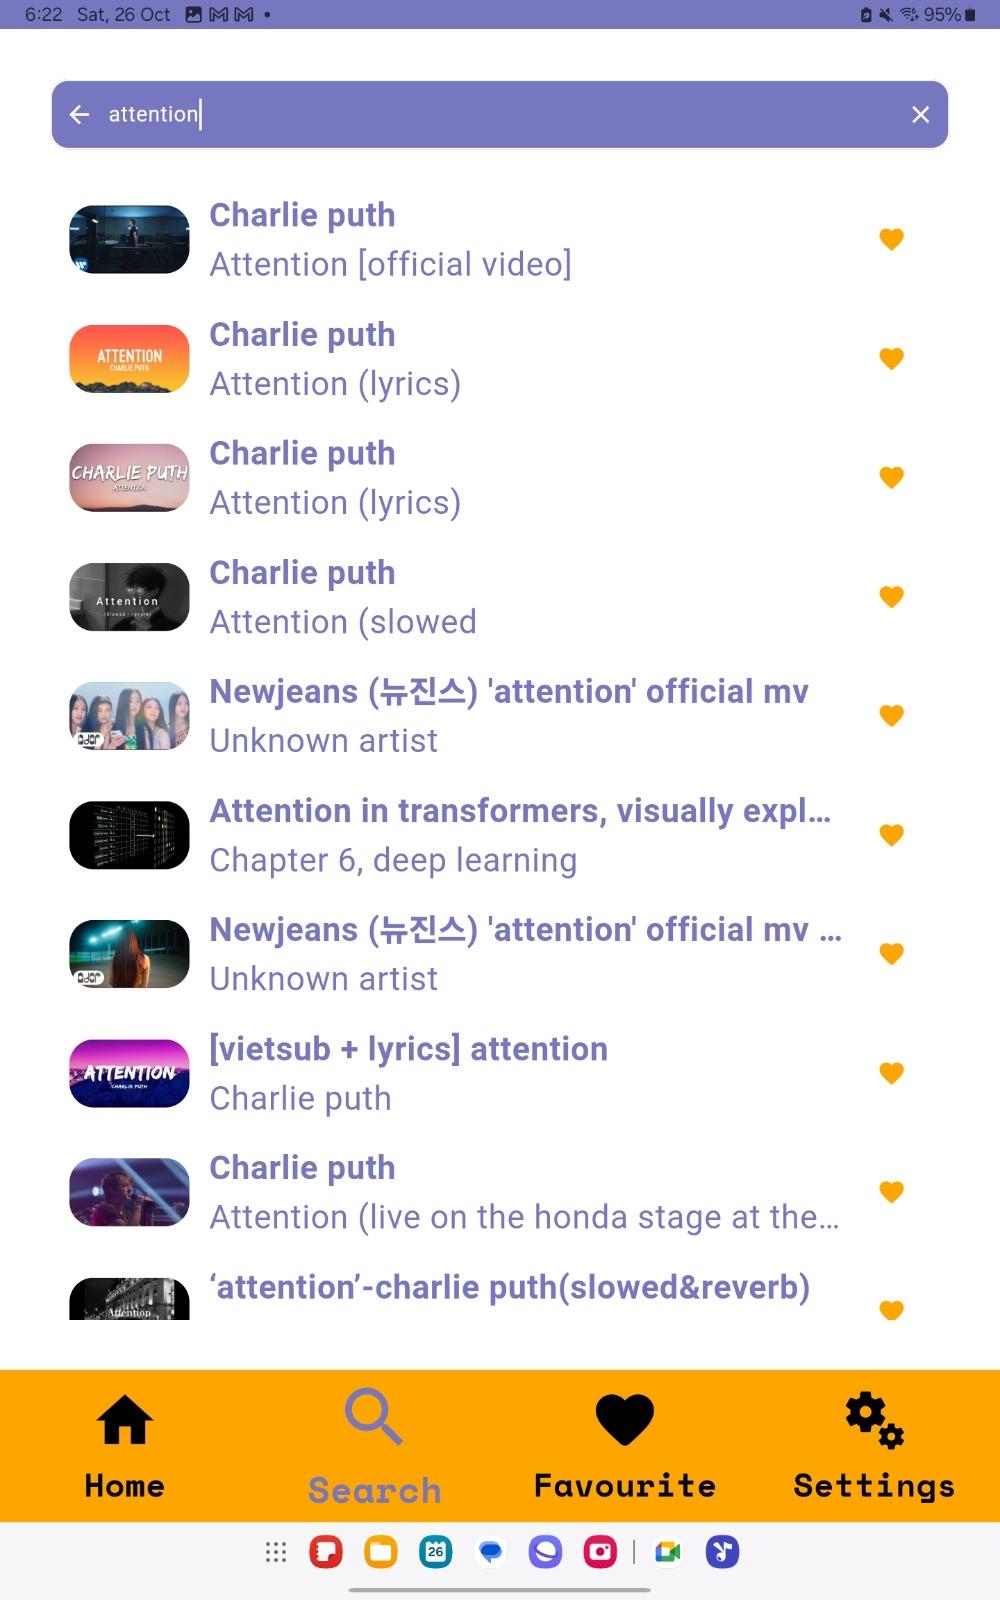 6:22 Sat, 26 Oct 95%
attention
Charlie puth
Attention [official video]
ATTENTION
CHARLIE PUTH
Charlie puth
Attention (lyrics)
CHARLIE PUTH
ATTENTION
Charlie puth
Attention (lyrics)
Attention
(slowed + reverb)
Charlie puth
Attention (slowed
Newjeans (뉴진스) 'attention' official mv
Unknown artist
Attention in transformers, visually expl...
Chapter 6, deep learning
Newjeans (뉴진스) 'attention' official mv ...
Unknown artist
ATTENTION
CHARLIE PUTH
[vietsub + lyrics] attention
Charlie puth
Charlie puth
Attention (live on the honda stage at the...
Attention
‘attention’-charlie puth(slowed&reverb)
Home
Search
Favourite
Settings
26